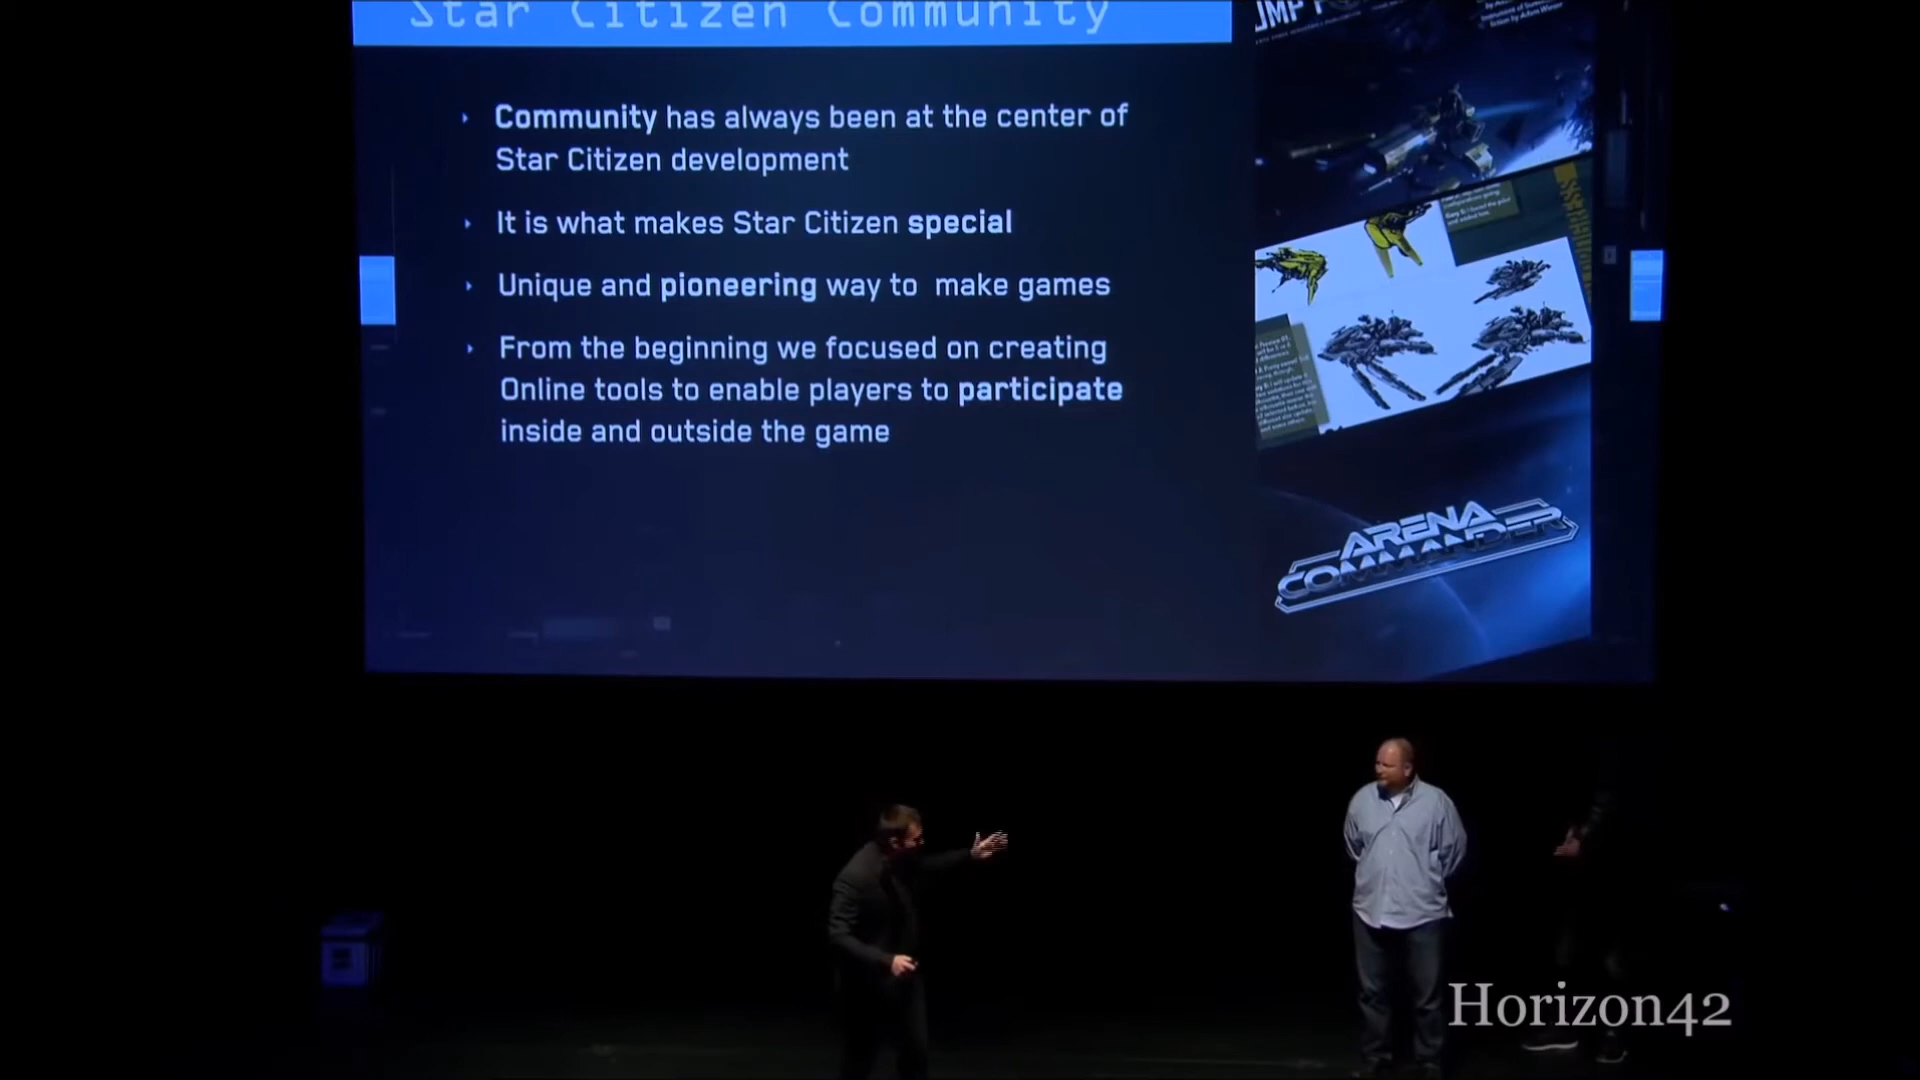 Star Citizen Community
Community has always been at the center of
Star Citizen development
It is what makes Star Citizen special
Unique and pioneering way to  make games
From the beginning we focused on creating
Online tools to enable players to participate
inside and outside the game
ARENA
COMMANDER
Horizon42